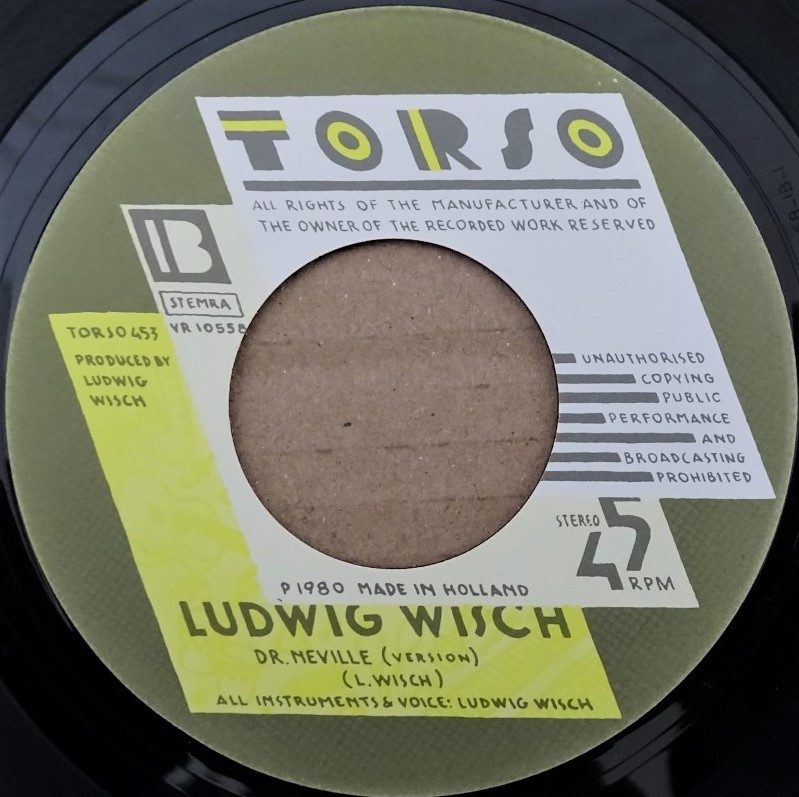 TORSO
ALL RIGHTS OF THE MANUFACTURER AND OF
THE OWNER OF THE RECORDED WORK RESERVED
B
STEMRA
VR 10558
TORSO 453
PRODUCED BY
LUDWIG
WISCH
UNAUTHORISED
COPYING
PUBLIC
PERFORMANCE
AND
BROADCASTING
PROHIBITED
STEREO
45
RPM
P 1980 MADE IN HOLLAND
LUDWIG WISCH
DR. NEVILLE (VERSION)
(L. WISCH)
ALL INSTRUMENTS & VOICE: LUDWIG WISCH